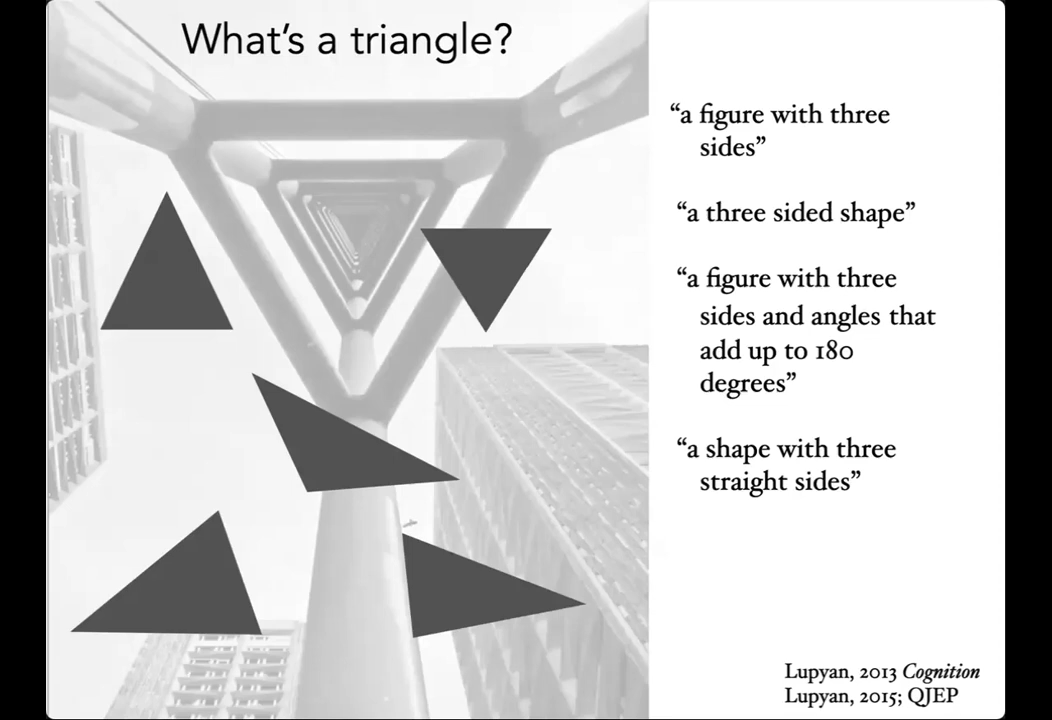 What's a triangle?
“a figure with three
sides”
“a three sided shape”
“a figure with three
sides and angles that
add up to 180
degrees”
“a shape with three
straight sides”
Lupyan, 2013 Cognition
Lupyan, 2015; QJEP